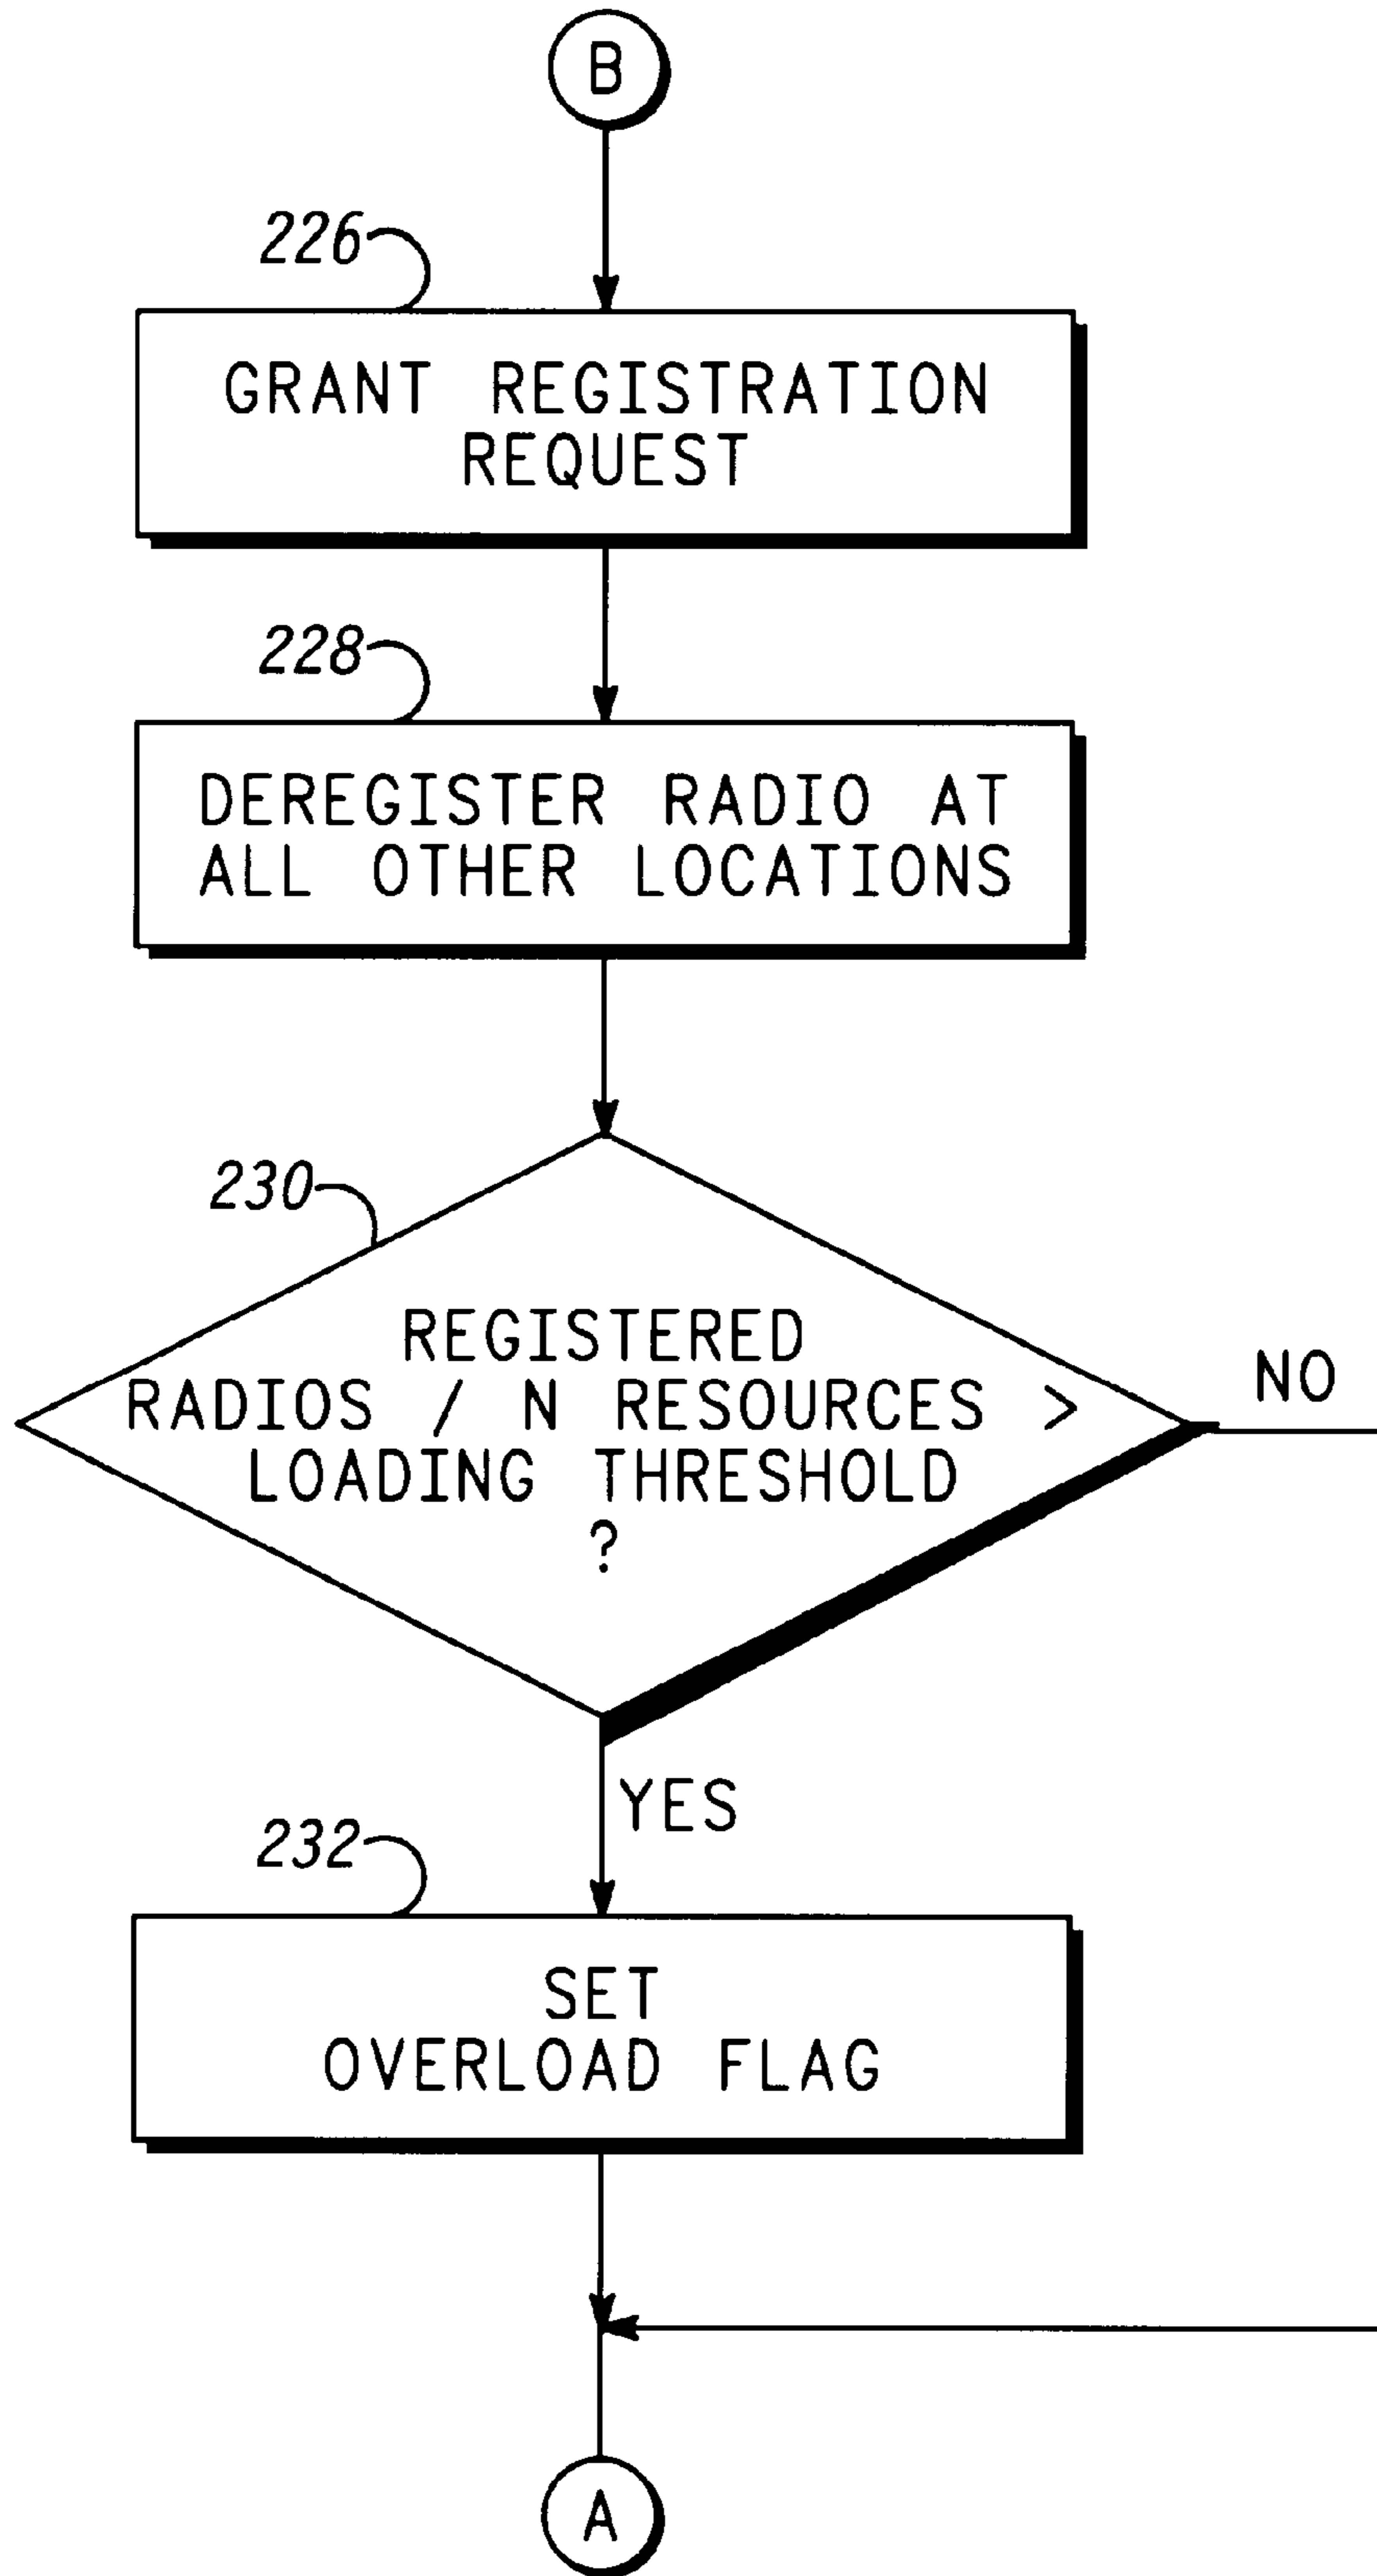 B
226
GRANT REGISTRATION
REQUEST
228
DEREGISTER RADIO AT
ALL OTHER LOCATIONS
230
REGISTERED
RADIOS / N RESOURCES >
LOADING THRESHOLD
?
NO
YES
232
SET
OVERLOAD FLAG
A